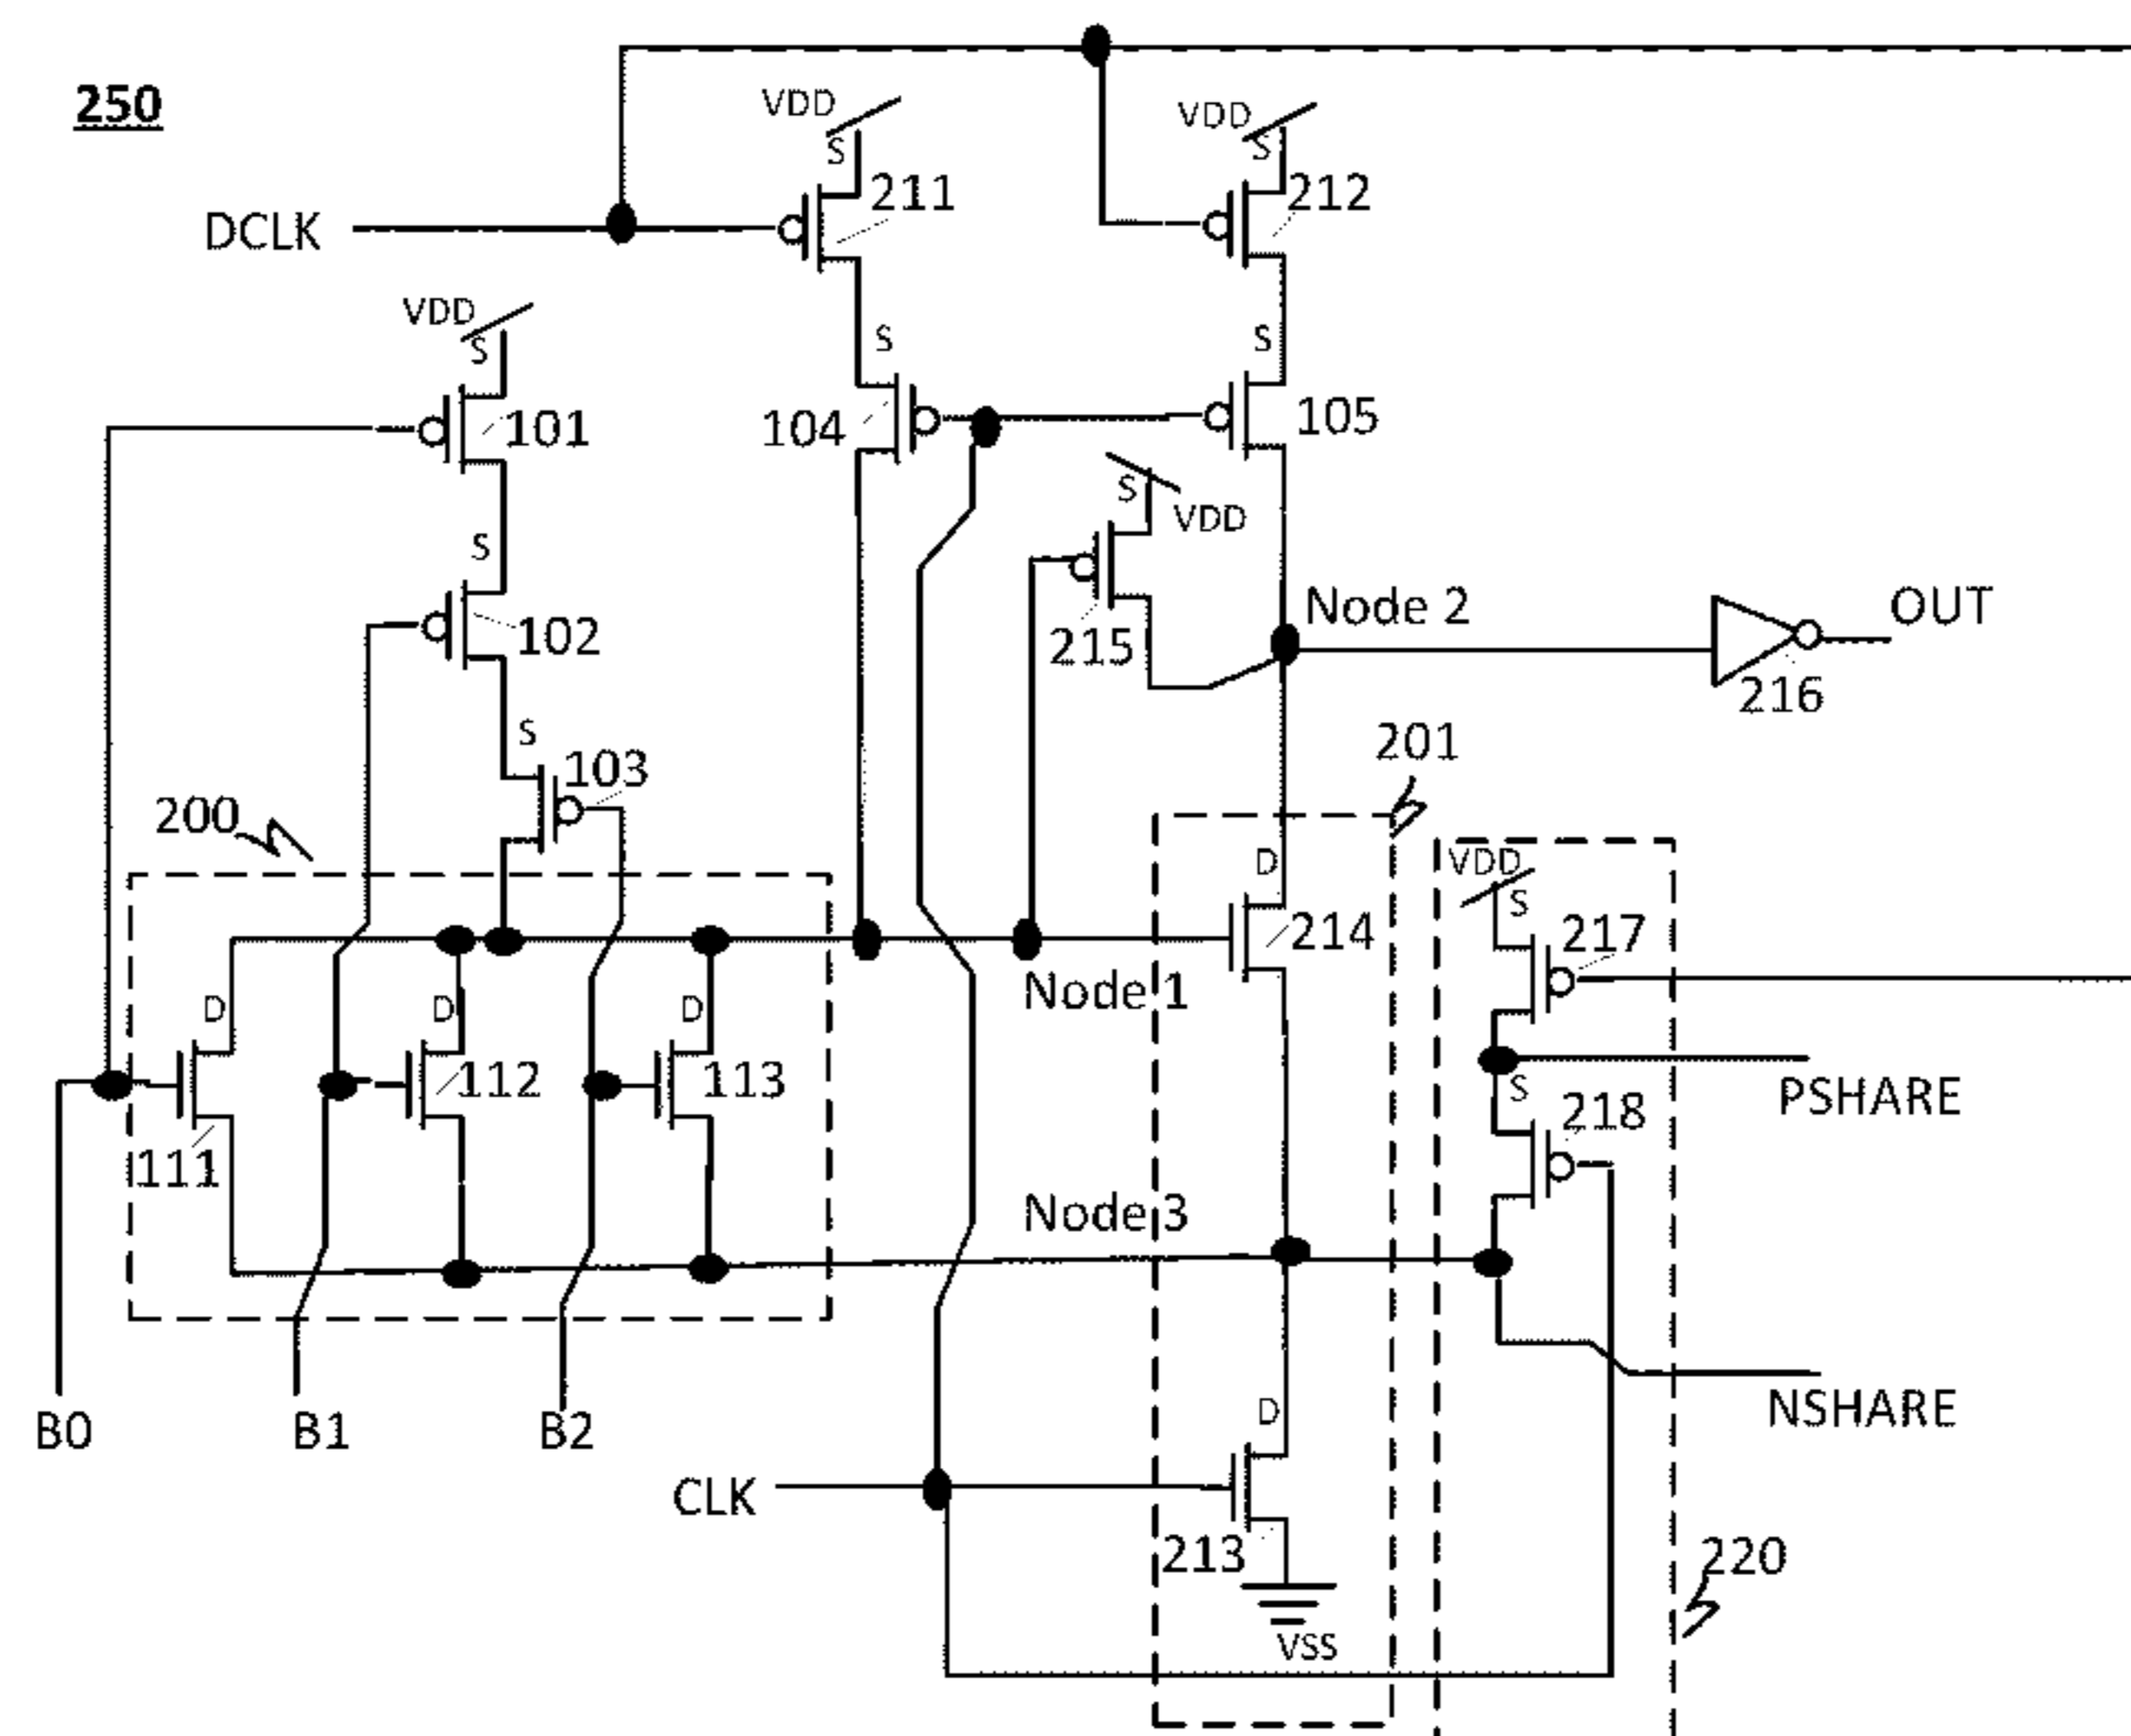 250
VDD
S
211
VDD
S
212
DCLK
VDD
S
101
S
104
S
105
S
VDD
215
S
102
Node 2
OUT
216
S
103
200
201
D
214
VDD
S
217
Node 1
D
D
D
111
112
113
PSHARE
S
218
Node 3
NSHARE
B0
B1
B2
D
CLK
213
VSS
220